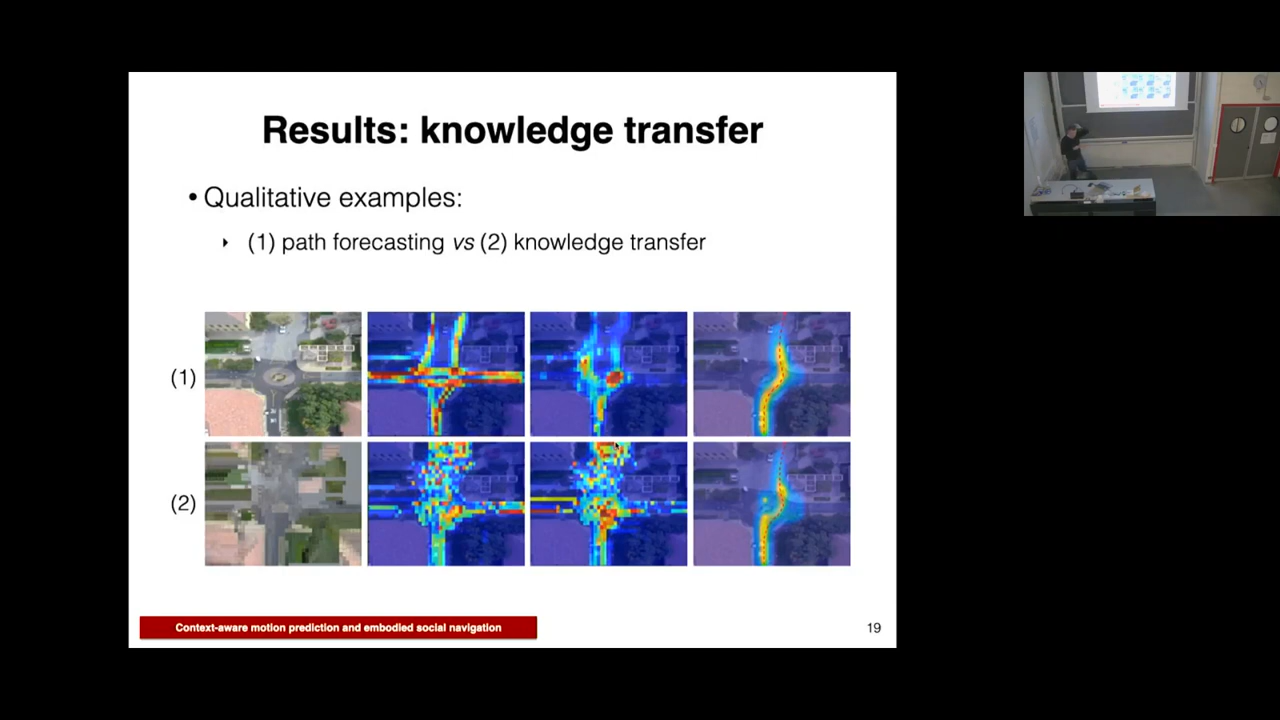 Results: knowledge transfer
• Qualitative examples:
‣ (1) path forecasting vs (2) knowledge transfer
(1)
(2)
Context-aware motion prediction and embodied social navigation
19